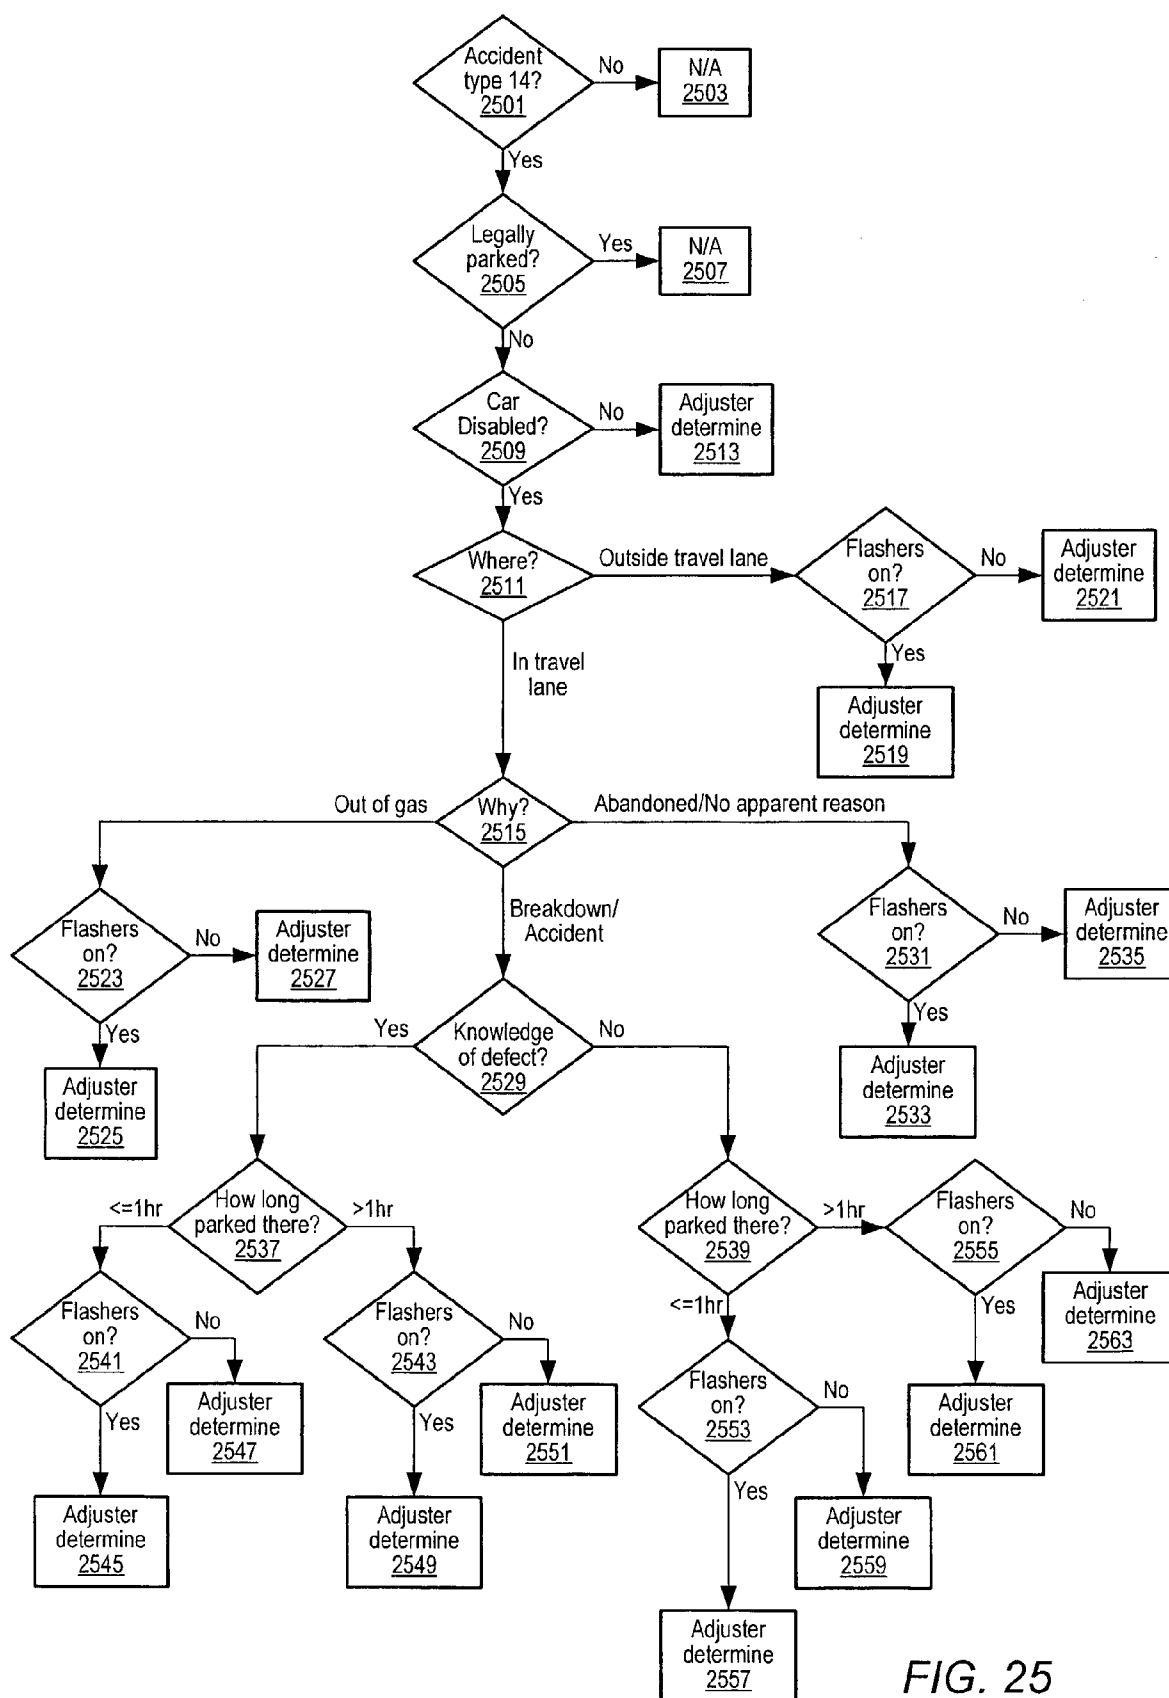 Accident
type 14?
2501
No
N/A
2503
Yes
Legally
parked?
2505
Yes
N/A
2507
No
Car
Disabled?
2509
No
Adjuster
determine
2513
Yes
Where?
2511
Outside travel lane
Flashers
on?
2517
No
Adjuster
determine
2521
Yes
Adjuster
determine
2519
In travel
lane
Why?
2515
Out of gas
Abandoned/No apparent reason
Breakdown/
Accident
Flashers
on?
2523
No
Adjuster
determine
2527
Yes
Adjuster
determine
2525
Flashers
on?
2531
No
Adjuster
determine
2535
Yes
Adjuster
determine
2533
Knowledge
of defect?
2529
Yes
No
How long
parked there?
2537
<=1hr
>1hr
Flashers
on?
2541
No
Adjuster
determine
2547
Yes
Adjuster
determine
2545
Flashers
on?
2543
No
Adjuster
determine
2551
Yes
Adjuster
determine
2549
How long
parked there?
2539
>1hr
<=1hr
Flashers
on?
2555
No
Adjuster
determine
2563
Yes
Adjuster
determine
2561
Flashers
on?
2553
No
Adjuster
determine
2559
Yes
Adjuster
determine
2557
FIG. 25